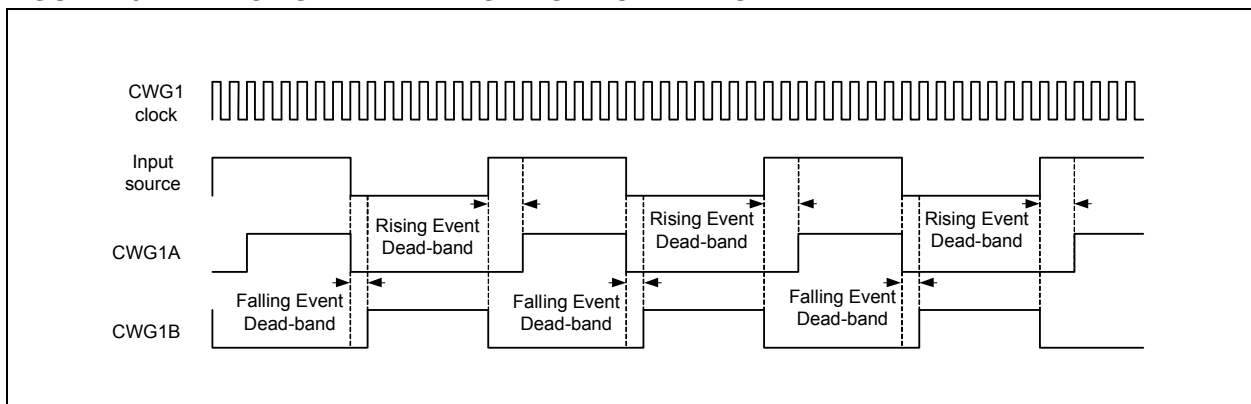 CWG1
clock
Input
source
Rising Event
Dead-band
Rising Event
Dead-band
Rising Event
Dead-band
CWG1A
Falling Event
Dead-band
Falling Event
Dead-band
Falling Event
Dead-band
CWG1B